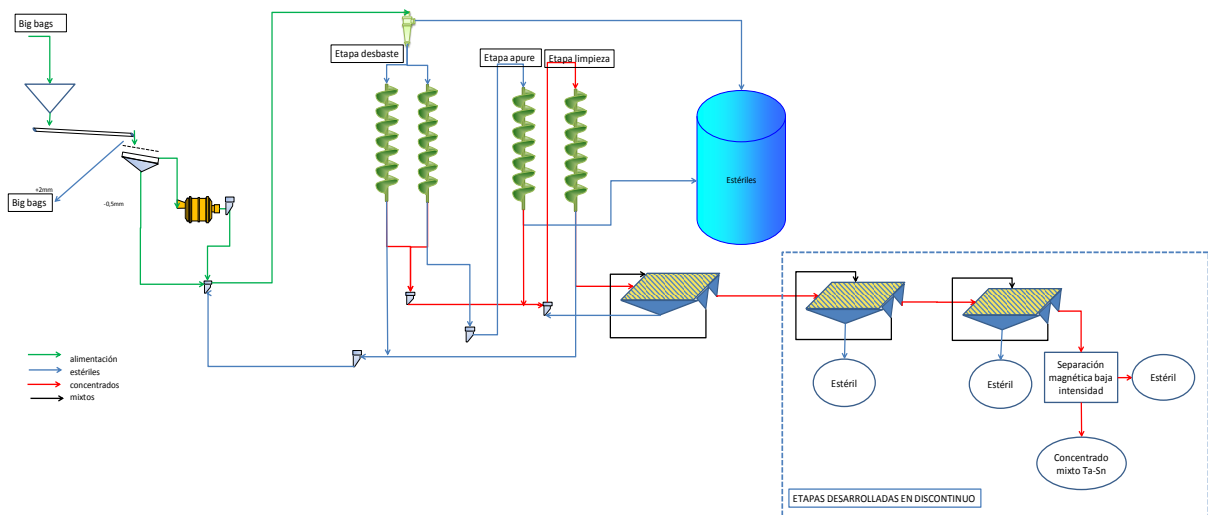 Big bags
Etapa desbaste
Etapa apure
Etapa limpieza
Estériles
+2mm
Big bags
-0,5mm
alimentación
estériles
concentrados
mixtos
Estéril
Estéril
Separación
magnética baja
intensidad
Estéril
Concentrado
mixto Ta-Sn
ETAPAS DESARROLLADAS EN DISCONTINUO